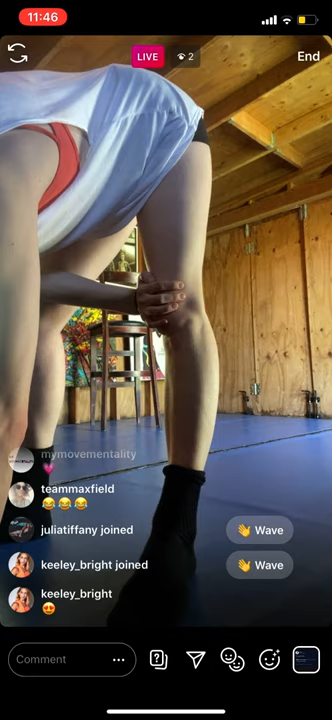 11:46
LIVE
2
End
mymovementality
💗
teammaxfield
😂😂😂
juliatiffany joined
👋 Wave
keeley_bright joined
👋 Wave
keeley_bright
😍
Comment